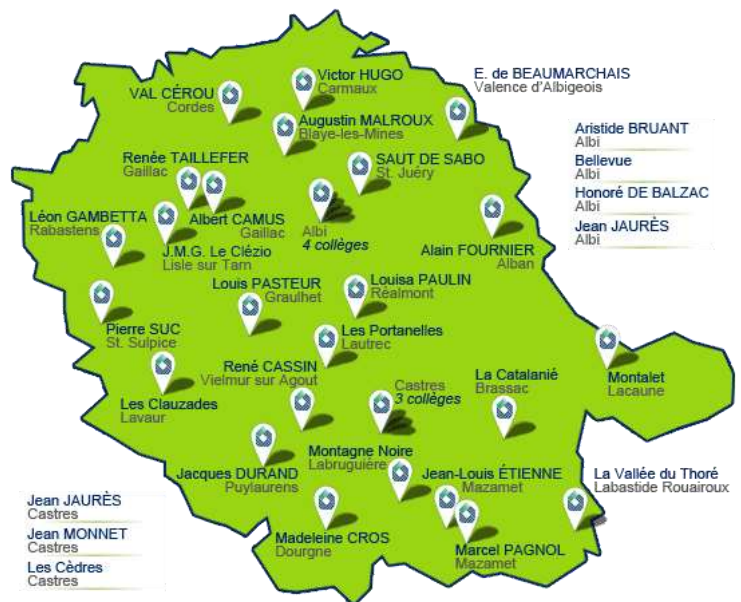 Victor HUGO
Carmaux
E. de BEAUMARCHAIS
Valence d'Albigeois
VAL CÉROU
Cordes
Augustin MALROUX
Blaye-les-Mines
Aristide BRUANT
Albi
Bellevue
Albi
Honoré DE BALZAC
Albi
Jean JAURÈS
Albi
Renée TAILLEFER
Gaillac
SAUT DE SABO
St. Juéry
Léon GAMBETTA
Rabastens
Albert CAMUS
Gaillac
Albi
4 collèges
J.M.G. Le Clézio
Lisle sur Tarn
Alain FOURNIER
Alban
Louis PASTEUR
Graulhet
Louisa PAULIN
Réalmont
Pierre SUC
St. Sulpice
Les Portanelles
Lautrec
René CASSIN
Vielmur sur Agout
La Catalanié
Brassac
Montalet
Lacaune
Castres
3 collèges
Les Clauzades
Lavaur
Montagne Noire
Labruguière
Jacques DURAND
Puylaurens
Jean-Louis ÉTIENNE
Mazamet
La Vallée du Thoré
Labastide Rouairoux
Jean JAURÈS
Castres
Jean MONNET
Castres
Les Cèdres
Castres
Madeleine CROS
Dourgne
Marcel PAGNOL
Mazamet